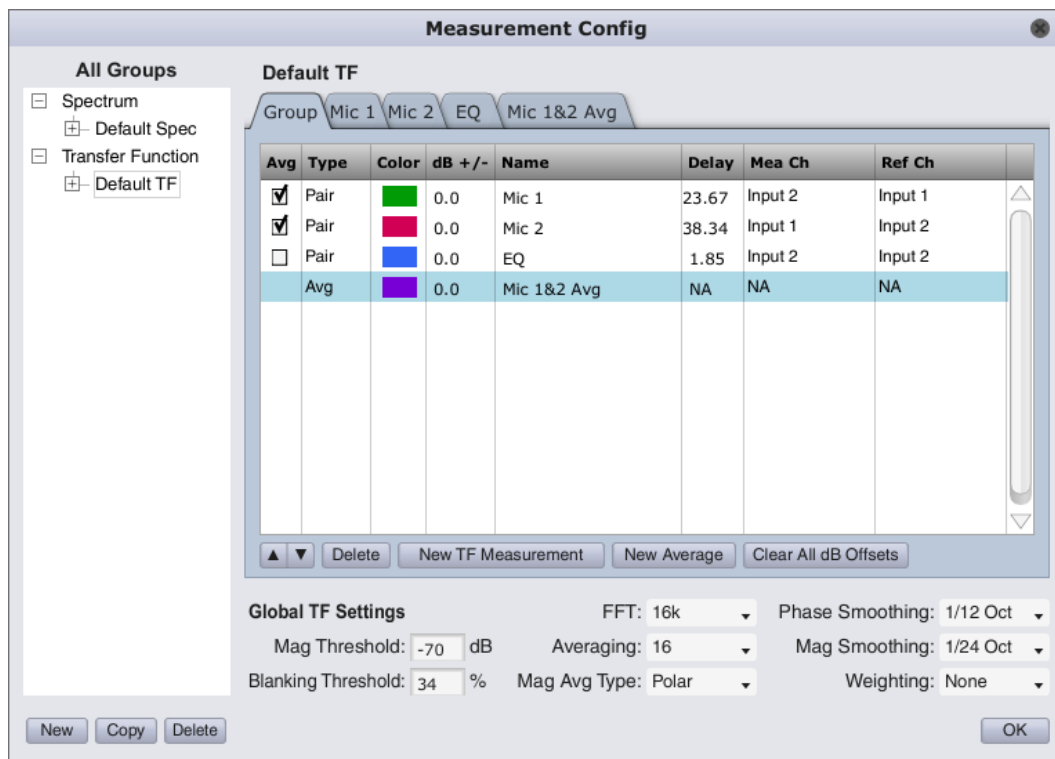 Measurement Config
All Groups
Spectrum
Default Spec
Transfer Function
Default TF
Default TF
Group Mic 1 Mic 2 EQ Mic 1&2 Avg
Avg Type Color dB +/- Name Delay Mea Ch Ref Ch
Pair 0.0 Mic 1 23.67 Input 2 Input 1
Pair 0.0 Mic 2 38.34 Input 1 Input 2
Pair 0.0 EQ 1.85 Input 2 Input 2
Avg 0.0 Mic 1&2 Avg NA NA NA
Delete New TF Measurement New Average Clear All dB Offsets
Global TF Settings FFT: 16k Phase Smoothing: 1/12 Oct
Mag Threshold: -70 dB Averaging: 16 Mag Smoothing: 1/24 Oct
Blanking Threshold: 34 % Mag Avg Type: Polar Weighting: None
New Copy Delete OK